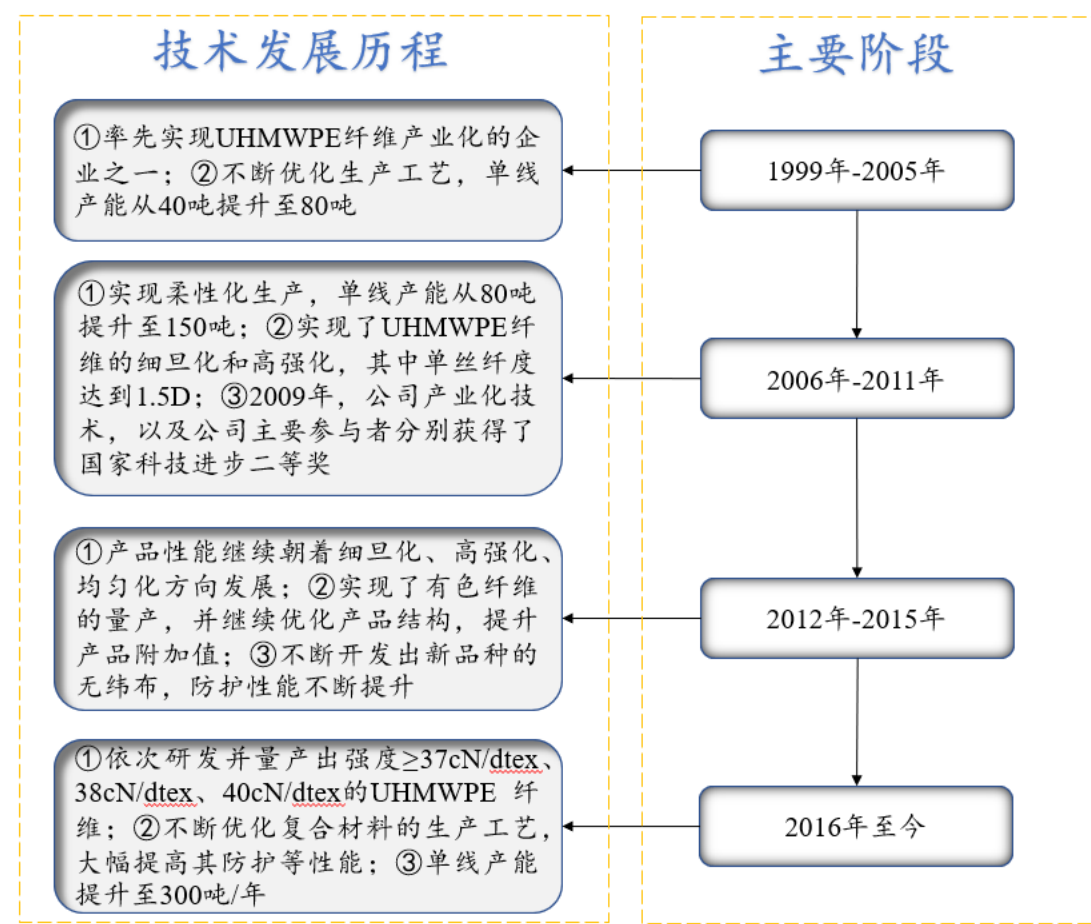 技术发展历程
主要阶段
①率先实现UHMWPE纤维产业化的企
业之一；②不断优化生产工艺，单线
产能从40吨提升至80吨
1999年-2005年
①实现柔性化生产，单线产能从80吨
提升至150吨；②实现了UHMWPE纤
维的细旦化和高强化，其中单丝纤度
达到1.5D；③2009年，公司产业化技
术，以及公司主要参与者分别获得了
国家科技进步二等奖
2006年-2011年
①产品性能继续朝着细旦化、高强化、
均匀化方向发展；②实现了有色纤维
的量产，并继续优化产品结构，提升
产品附加值；③不断开发出新品种的
无纬布，防护性能不断提升
2012年-2015年
①依次研发并量产出强度≥37cN/dtex、
38cN/dtex、40cN/dtex的UHMWPE 纤
维；②不断优化复合材料的生产工艺，
大幅提高其防护等性能；③单线产能
提升至300吨/年
2016年至今